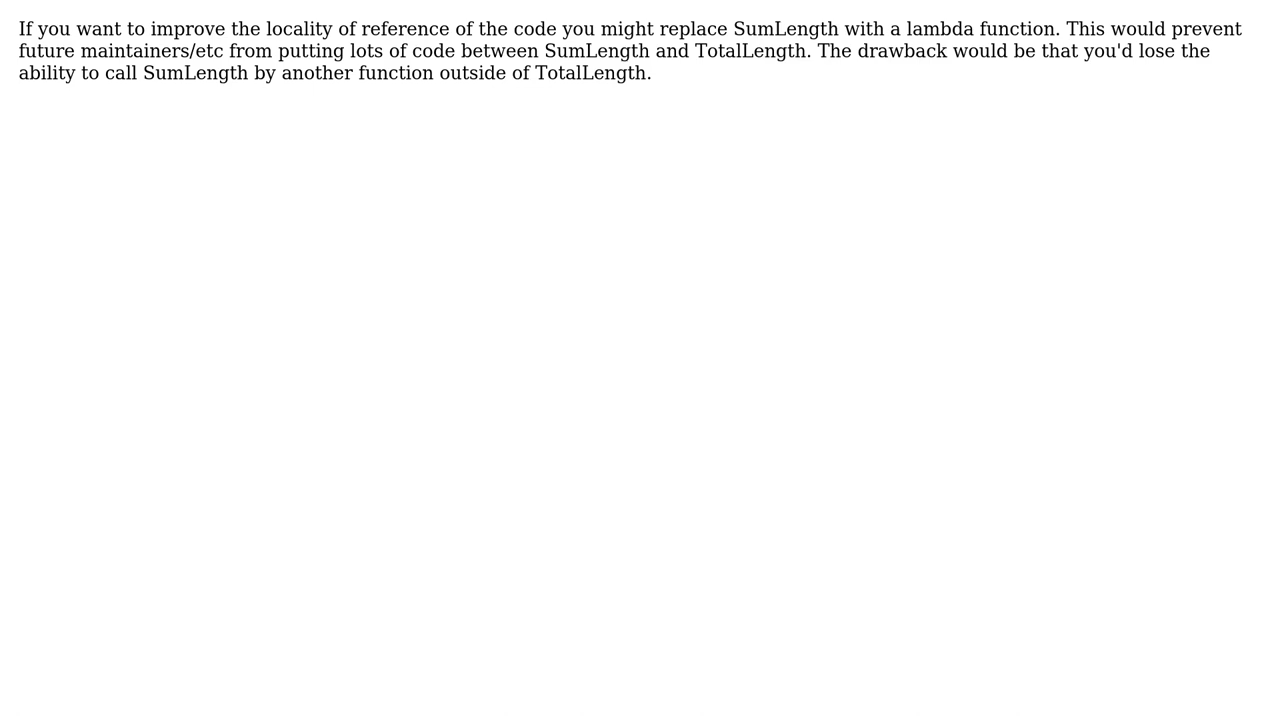 If you want to improve the locality of reference of the code you might replace SumLength with a lambda function. This would prevent
future maintainers/etc from putting lots of code between SumLength and TotalLength. The drawback would be that you'd lose the
ability to call SumLength by another function outside of TotalLength.